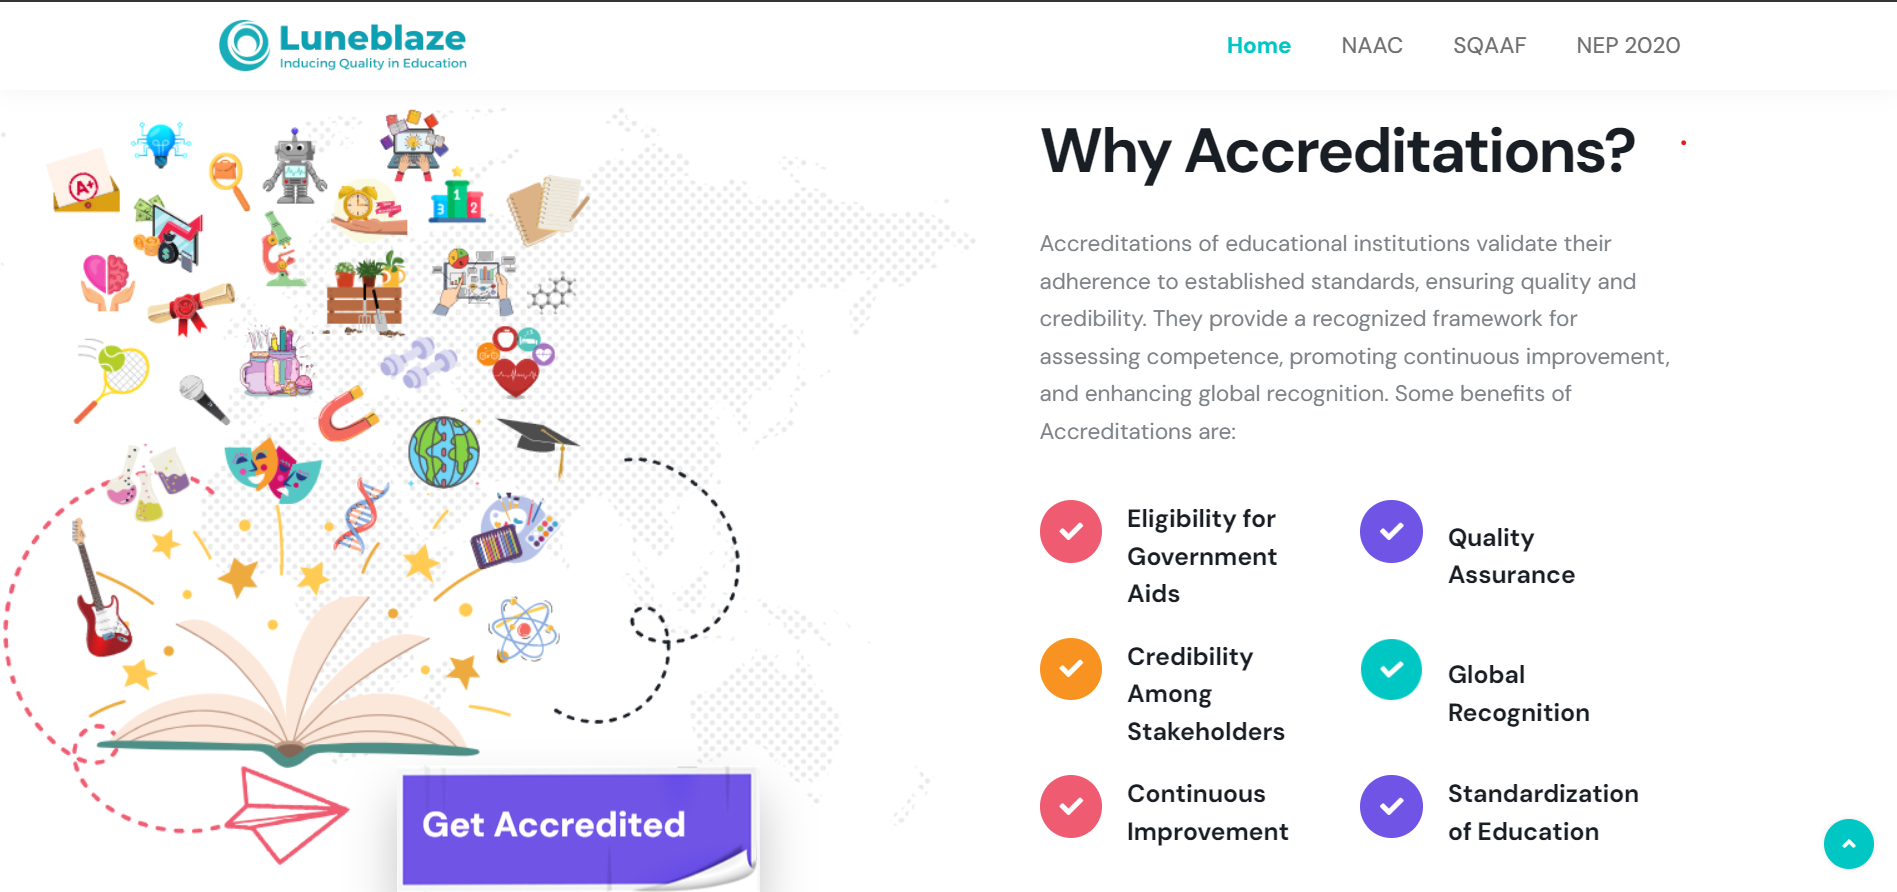 Luneblaze
Inducing Quality in Education
Home
NAAC
SQAAF
NEP 2020
A+
1
3
2
Why Accreditations?
Accreditations of educational institutions validate their
adherence to established standards, ensuring quality and
credibility. They provide a recognized framework for
assessing competence, promoting continuous improvement,
and enhancing global recognition. Some benefits of
Accreditations are:
Eligibility for
Government
Aids
Quality
Assurance
Credibility
Among
Stakeholders
Global
Recognition
Continuous
Improvement
Standardization
of Education
Get Accredited